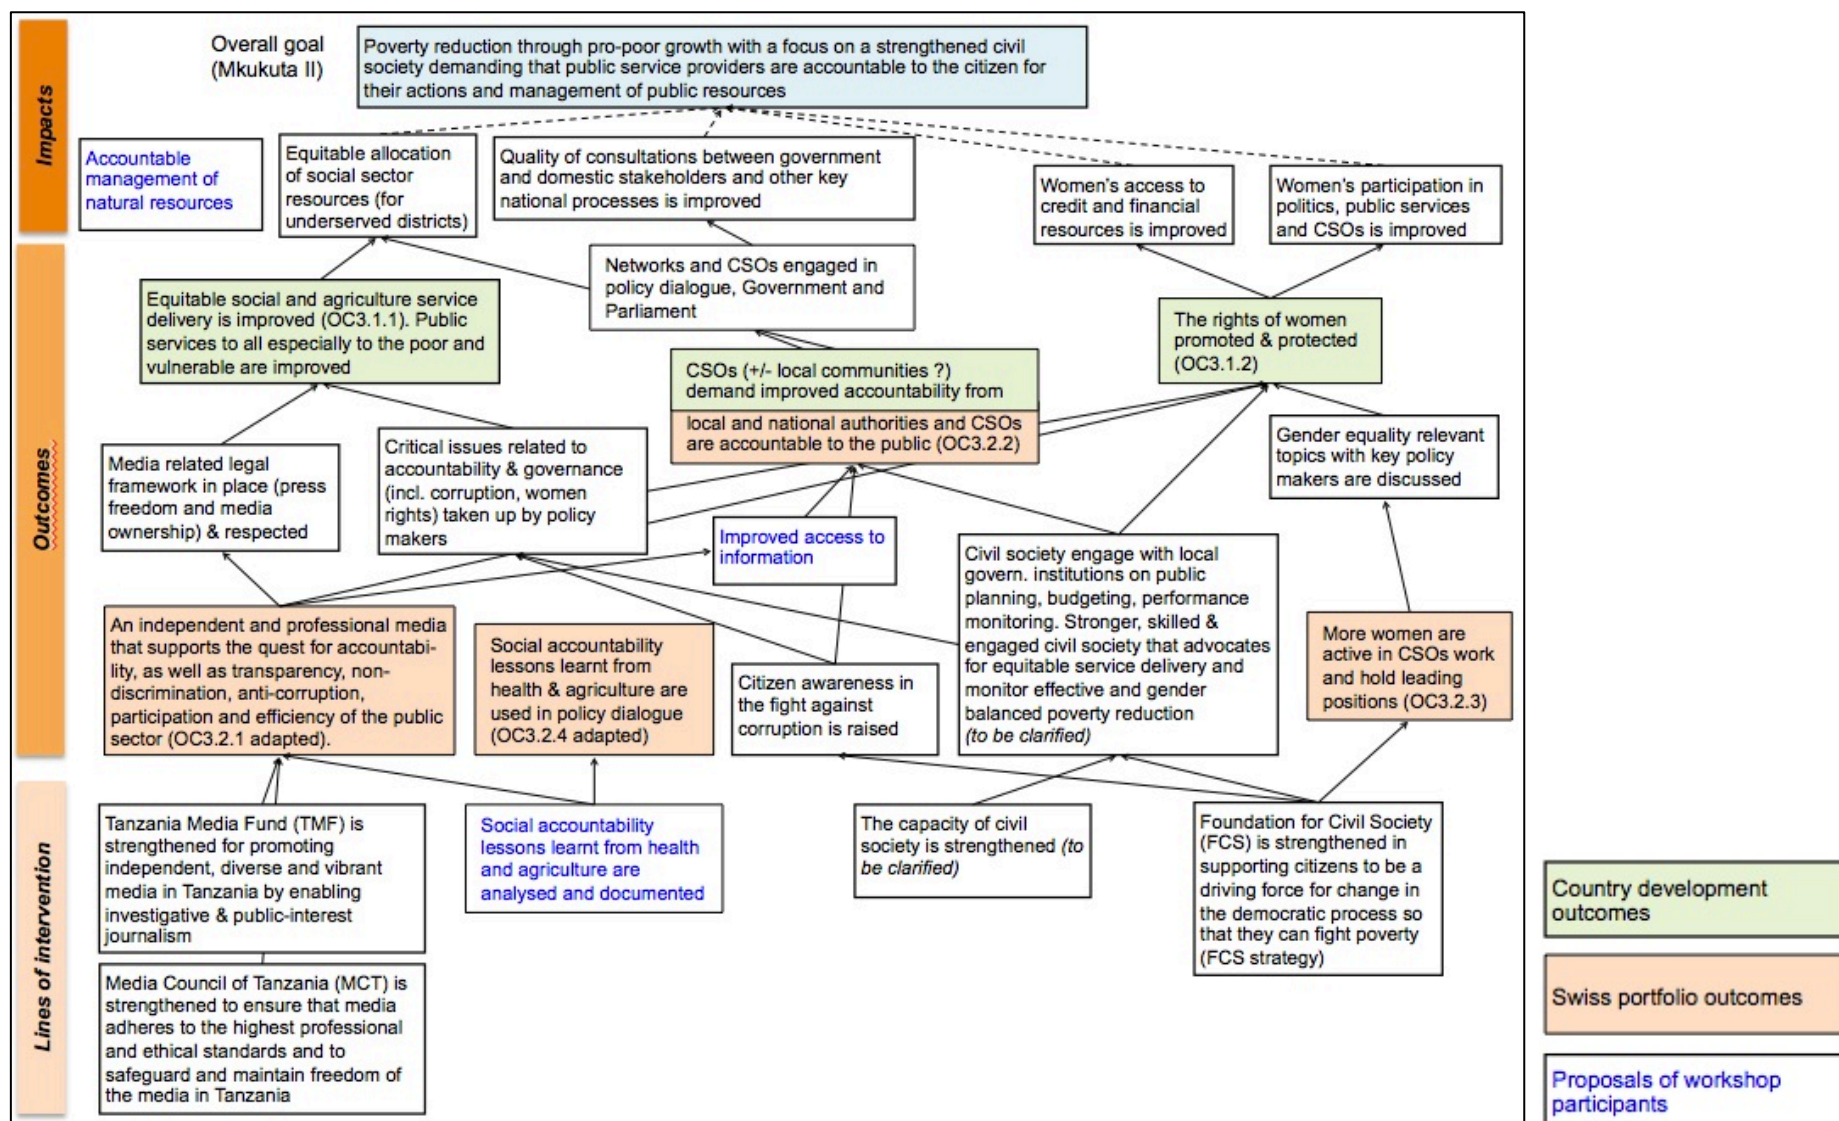 Impacts
Overall goal
(Mkukuta II)
Poverty reduction through pro-poor growth with a focus on a strengthened civil
society demanding that public service providers are accountable to the citizen for
their actions and management of public resources
Accountable
management of
natural resources
Equitable allocation
of social sector
resources (for
underserved districts)
Quality of consultations between government
and domestic stakeholders and other key
national processes is improved
Women's access to
credit and financial
resources is improved
Women's participation in
politics, public services
and CSOs is improved
Outcomes
Networks and CSOs engaged in
policy dialogue, Government and
Parliament
Equitable social and agriculture service
delivery is improved (OC3.1.1). Public
services to all especially to the poor and
vulnerable are improved
The rights of women
promoted & protected
(OC3.1.2)
CSOs (+/- local communities ?)
demand improved accountability from
local and national authorities and CSOs
are accountable to the public (OC3.2.2)
Media related legal
framework in place (press
freedom and media
ownership) & respected
Critical issues related to
accountability & governance
(incl. corruption, women
rights) taken up by policy
makers
Gender equality relevant
topics with key policy
makers are discussed
Improved access to
information
Civil society engage with local
govern. institutions on public
planning, budgeting, performance
monitoring. Stronger, skilled &
engaged civil society that advocates
for equitable service delivery and
monitor effective and gender
balanced poverty reduction
(to be clarified)
An independent and professional media
that supports the quest for accountabi-
lity, as well as transparency, non-
discrimination, anti-corruption,
participation and efficiency of the public
sector (OC3.2.1 adapted).
Social accountability
lessons learnt from
health & agriculture are
used in policy dialogue
(OC3.2.4 adapted)
Citizen awareness in
the fight against
corruption is raised
More women are
active in CSOs work
and hold leading
positions (OC3.2.3)
Lines of intervention
Tanzania Media Fund (TMF) is
strengthened for promoting
independent, diverse and vibrant
media in Tanzania by enabling
investigative & public-interest
journalism
Social accountability
lessons learnt from health
and agriculture are
analysed and documented
The capacity of civil
society is strengthened (to
be clarified)
Foundation for Civil Society
(FCS) is strengthened in
supporting citizens to be a
driving force for change in
the democratic process so
that they can fight poverty
(FCS strategy)
Media Council of Tanzania (MCT) is
strengthened to ensure that media
adheres to the highest professional
and ethical standards and to
safeguard and maintain freedom of
the media in Tanzania
Country development
outcomes
Swiss portfolio outcomes
Proposals of workshop
participants